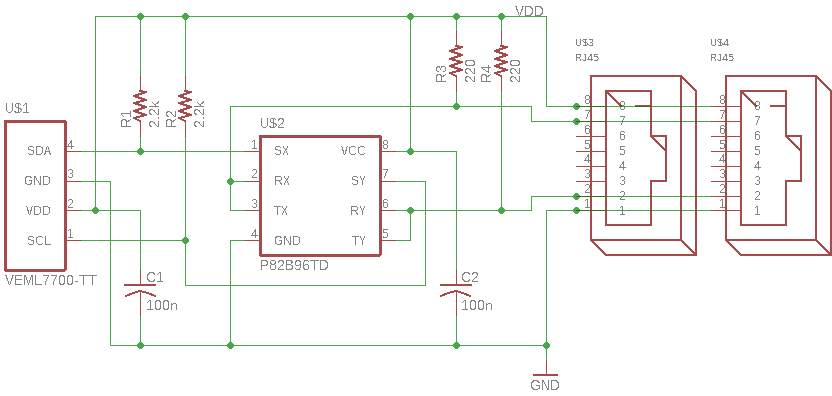 VDD
U$3
RJ45
U$4
RJ45
R1
2.2k
R2
2.2k
R3
220
R4
220
U$1
SDA 4
GND 3
VDD 2
SCL 1
VEML7700-TT
U$2
1 SX VCC 8
2 RX SY 7
3 TX RY 6
4 GND TY 5
P82B96TD
8 8
7 7
6 6
5 5
4 4
3 3
2 2
1 1
8 8
7 7
6 6
5 5
4 4
3 3
2 2
1 1
C1
100n
C2
100n
GND